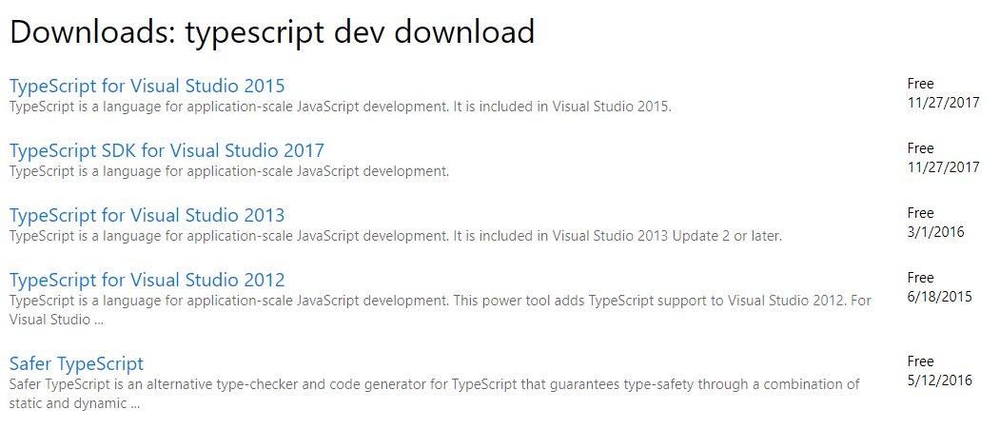 Downloads: typescript dev download
TypeScript for Visual Studio 2015
Free
TypeScript is a language for application-scale JavaScript development. It is included in Visual Studio 2015.
11/27/2017
TypeScript SDK for Visual Studio 2017
Free
TypeScript is a language for application-scale JavaScript development.
11/27/2017
TypeScript for Visual Studio 2013
Free
TypeScript is a language for application-scale JavaScript development. It is included in Visual Studio 2013 Update 2 or later.
3/1/2016
TypeScript for Visual Studio 2012
Free
TypeScript is a language for application-scale JavaScript development. This power tool adds TypeScript support to Visual Studio 2012. For
6/18/2015
Visual Studio ...
Safer TypeScript
Free
Safer TypeScript is an alternative type-checker and code generator for TypeScript that guarantees type-safety through a combination of
5/12/2016
static and dynamic ...